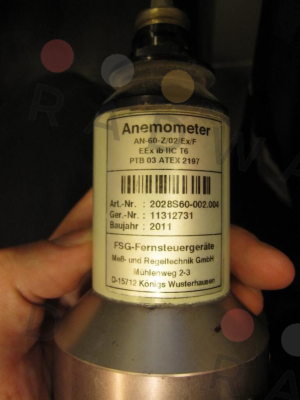 Anemometer
AN-60-Z/02/Ex/F
EEx ib IIC T6
PTB 03 ATEX 2197
Art.-Nr. : 2028S60-002.004
Ger.-Nr. : 11312731
Baujahr : 2011
FSG-Fernsteuergeräte
Meß- und Regeltechnik GmbH
Mühlenweg 2-3
D-15712 Königs Wusterhausen